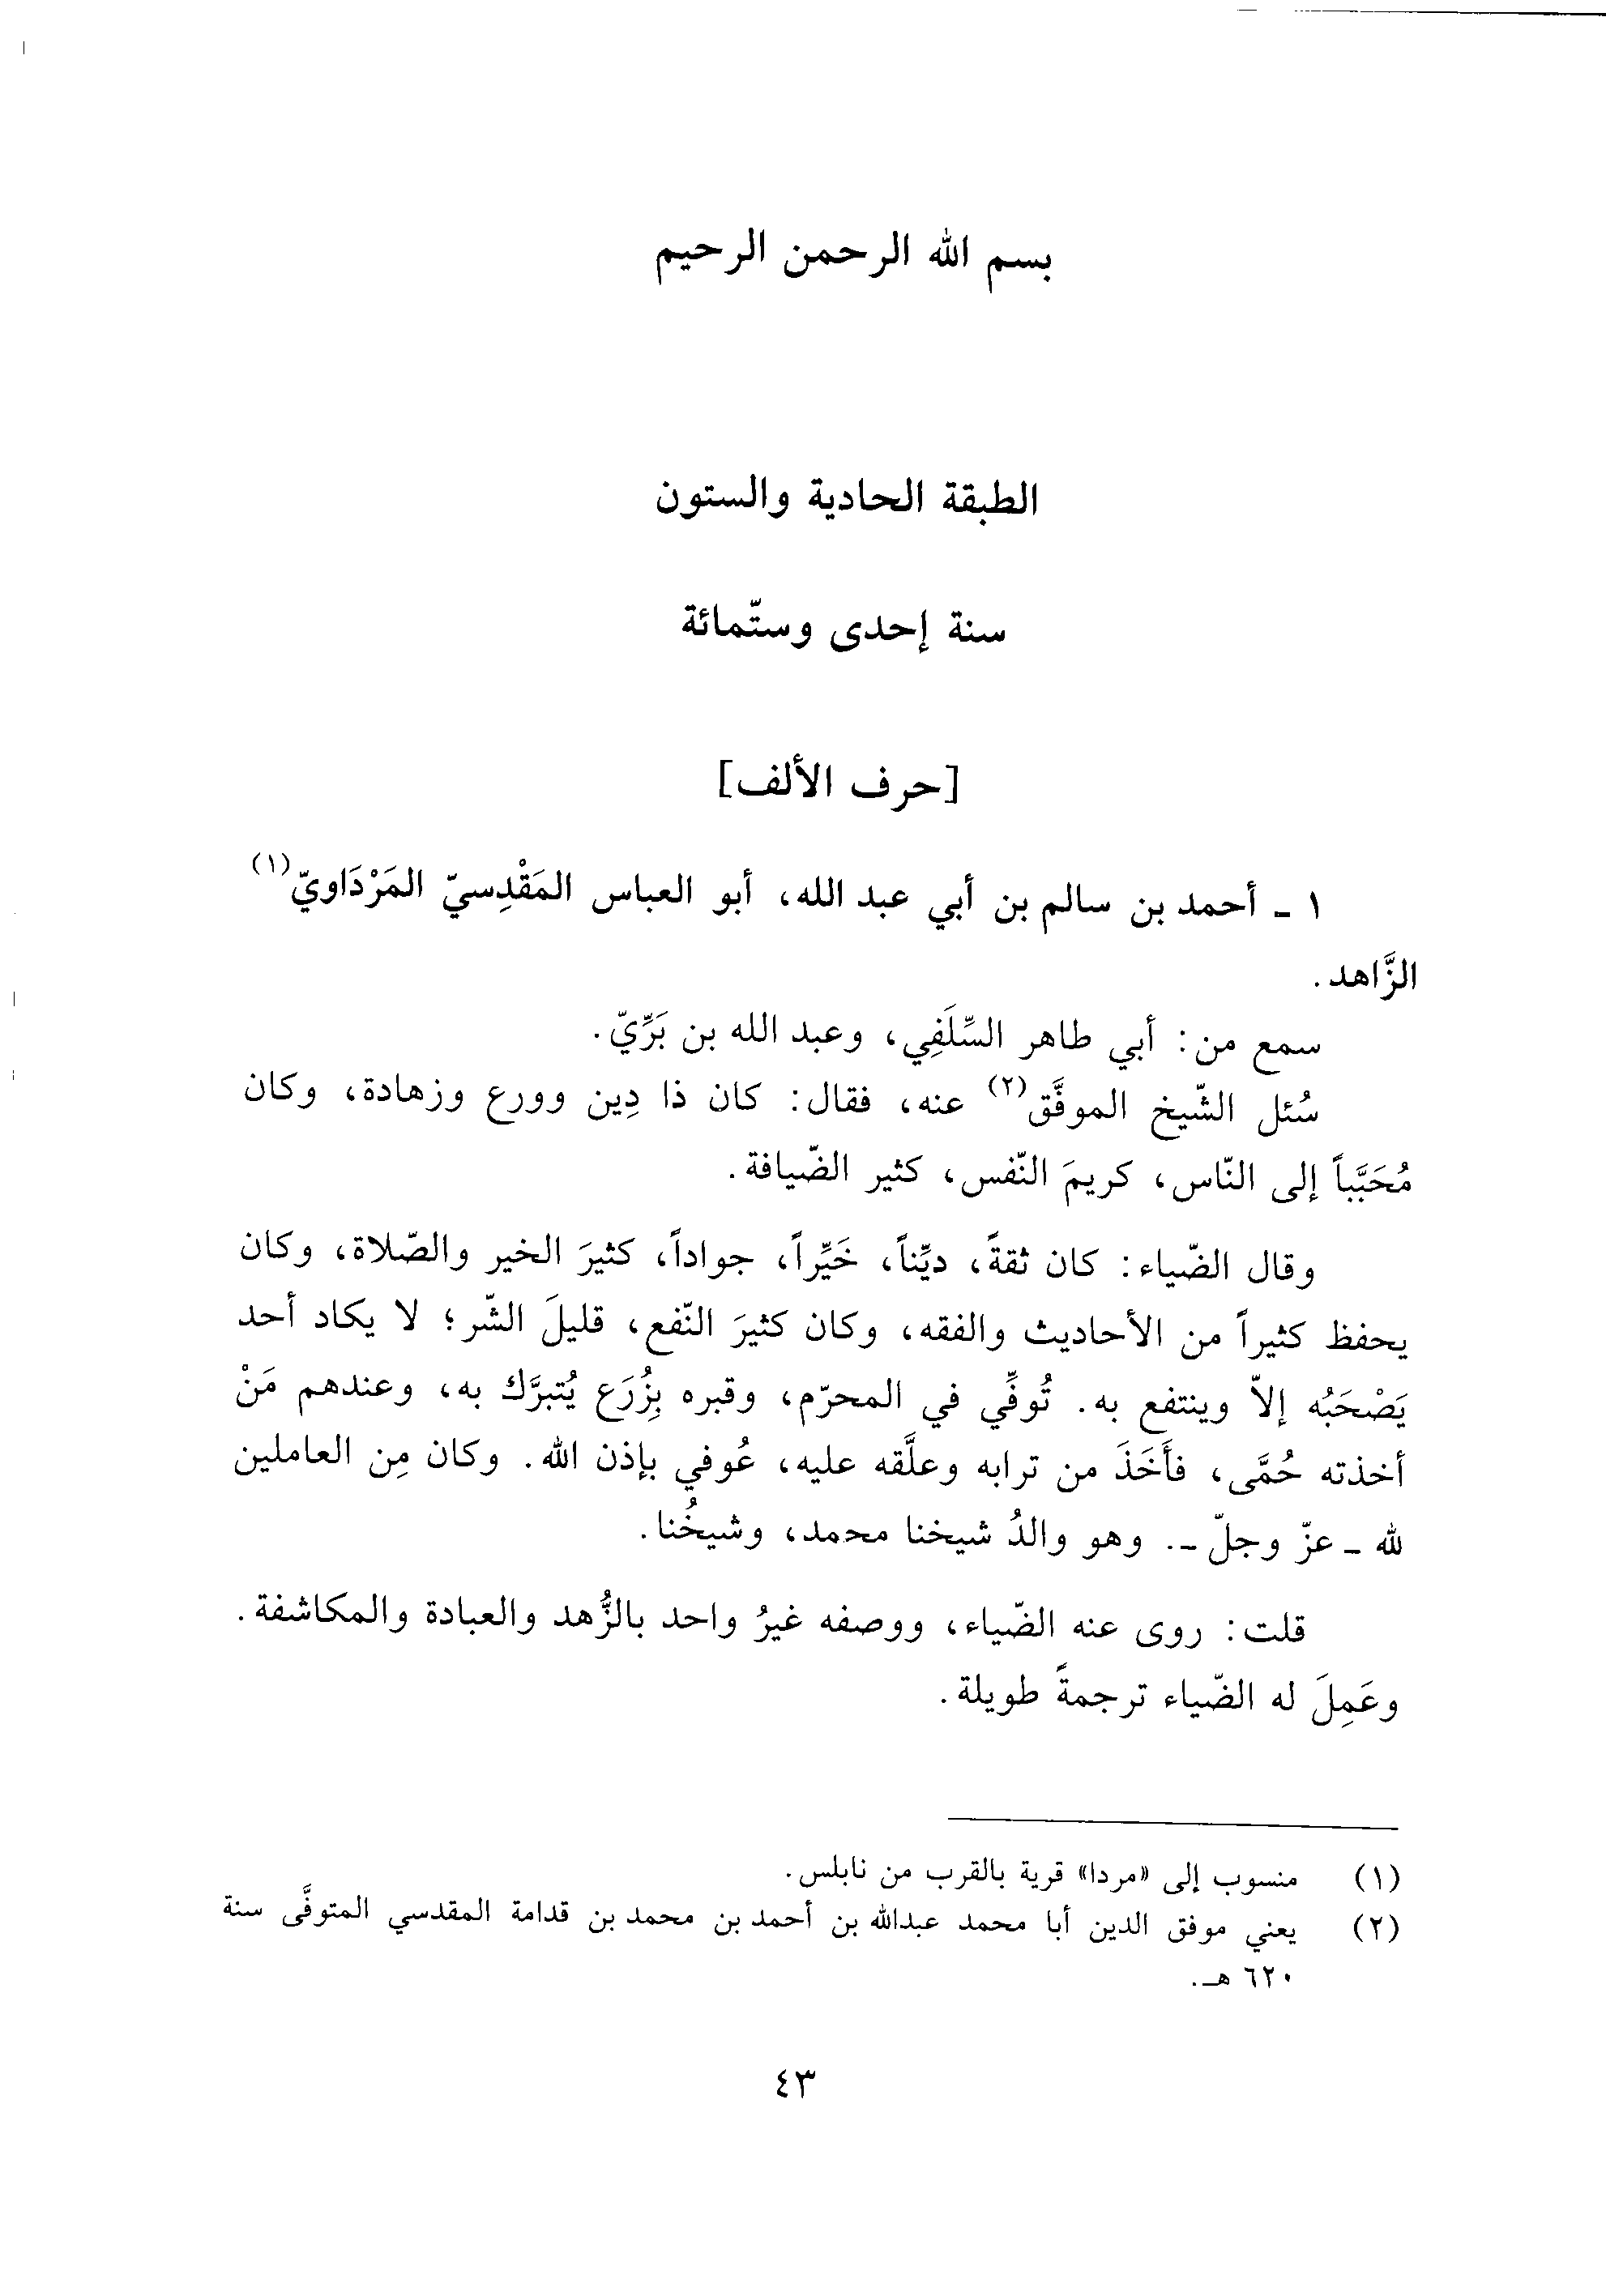 بسم الله الرحمن الرحيم
الطبقة الحادية والستون
سنة إحدى وستّمائة
[حرف الألف]
١ ـ أحمد بن سالم بن أبي عبد الله، أبو العباس المَقْدِسيّ المَرْدَاويّ(١)
الزَّاهد.
سمع من: أبي طاهر السِّلَفِي، وعبد الله بن بَرِّيّ.
سُئل الشّيخ الموفَّق(٢) عنه، فقال: كان ذا دِين وورع وزهادة، وكان
مُحَبَّباً إلى النّاس، كريمَ النّفس، كثير الضّيافة.
وقال الضّياء: كان ثقةً، ديِّناً، خَيِّراً، جواداً، كثيرَ الخير والصّلاة، وكان
يحفظ كثيراً من الأحاديث والفقه، وكان كثيرَ النّفع، قليلَ الشّر؛ لا يكاد أحد
يَصْحَبُه إلاّ وينتفع به. تُوفِّي في المحرّم، وقبره بِزُرَع يُتبرَّك به، وعندهم مَنْ
أخذته حُمَّى، فأَخَذَ من ترابه وعلَّقه عليه، عُوفي بإذن الله. وكان مِن العاملين
لله ـ عزّ وجلّ ـ. وهو والدُ شيخنا محمد، وشيخُنا.
قلت: روى عنه الضّياء، ووصفه غيرُ واحد بالزُّهد والعبادة والمكاشفة.
وعَمِلَ له الضّياء ترجمةً طويلة.
(١) منسوب إلى «مردا» قرية بالقرب من نابلس.
(٢) يعني موفق الدين أبا محمد عبدالله بن أحمد بن محمد بن قدامة المقدسي المتوفَّى سنة
٦٢٠ هـ.
٤٣